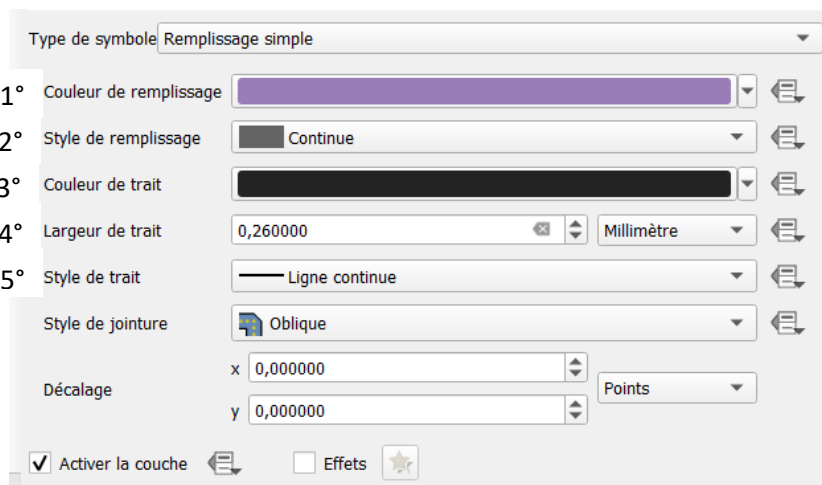 Type de symbole Remplissage simple
1° Couleur de remplissage
2° Style de remplissage Continue
3° Couleur de trait
4° Largeur de trait 0,260000 Millimètre
5° Style de trait Ligne continue
Style de jointure Oblique
x 0,000000
Décalage Points
y 0,000000
Activer la couche Effets